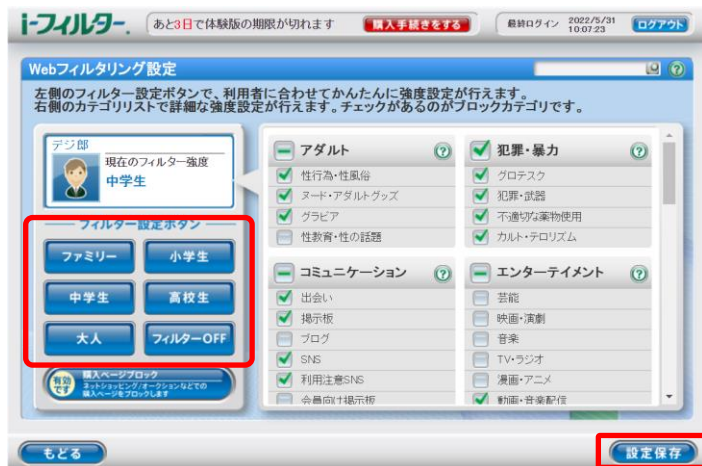 i-フィルター.
あと3日で体験版の期限が切れます
購入手続きをする
最終ログイン 2022/5/31 10:07:23
ログアウト
Webフィルタリング設定
左側のフィルター設定ボタンで、利用者に合わせてかんたんに強度設定が行えます。
右側のカテゴリリストで詳細な強度設定が行えます。チェックがあるのがブロックカテゴリです。
デジ郎
現在のフィルター強度
中学生
フィルター設定ボタン
ファミリー
小学生
中学生
高校生
大人
フィルターOFF
有効です
購入ページブロック
ネットショッピング/オークションなどでの
購入ページをブロックします
アダルト
性行為・性風俗
ヌード・アダルトグッズ
グラビア
性教育・性の話題
犯罪・暴力
グロテスク
犯罪・武器
不適切な薬物使用
カルト・テロリズム
コミュニケーション
出会い
掲示板
ブログ
SNS
利用注意SNS
会員向け掲示板
エンターテイメント
芸能
映画・演劇
音楽
TV・ラジオ
漫画・アニメ
動画・音楽配信
もどる
設定保存